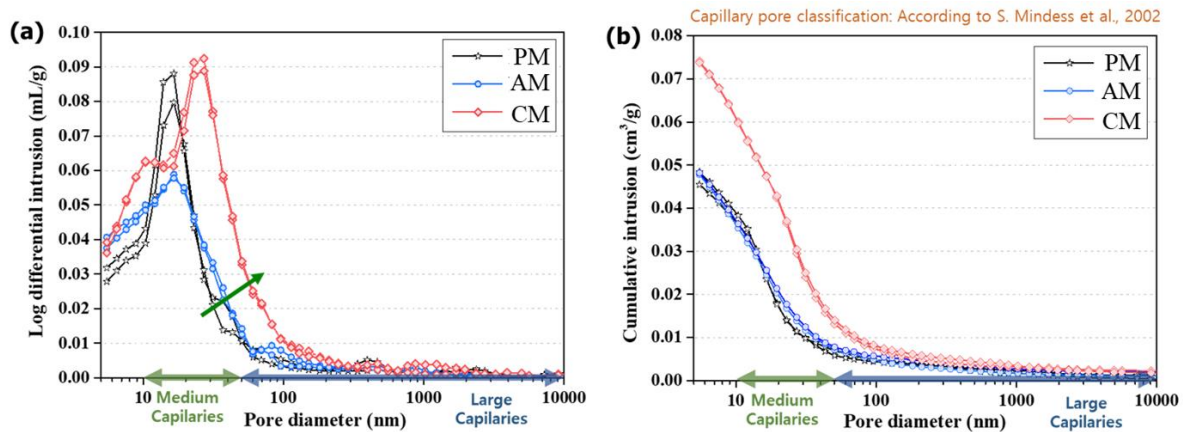 Capillary pore classification: According to S. Mindess et al., 2002
(a)
Log differential intrusion (mL/g)
0.10
0.09
0.08
0.07
0.06
0.05
0.04
0.03
0.02
0.01
0.00
PM
AM
CM
10
100
1000
10000
Medium
Capilaries
Pore diameter (nm)
Large
Capilaries
(b)
Cumulative intrusion (cm³/g)
0.08
0.07
0.06
0.05
0.04
0.03
0.02
0.01
0.00
PM
AM
CM
10
100
1000
10000
Medium
Capilaries
Pore diameter (nm)
Large
Capilaries